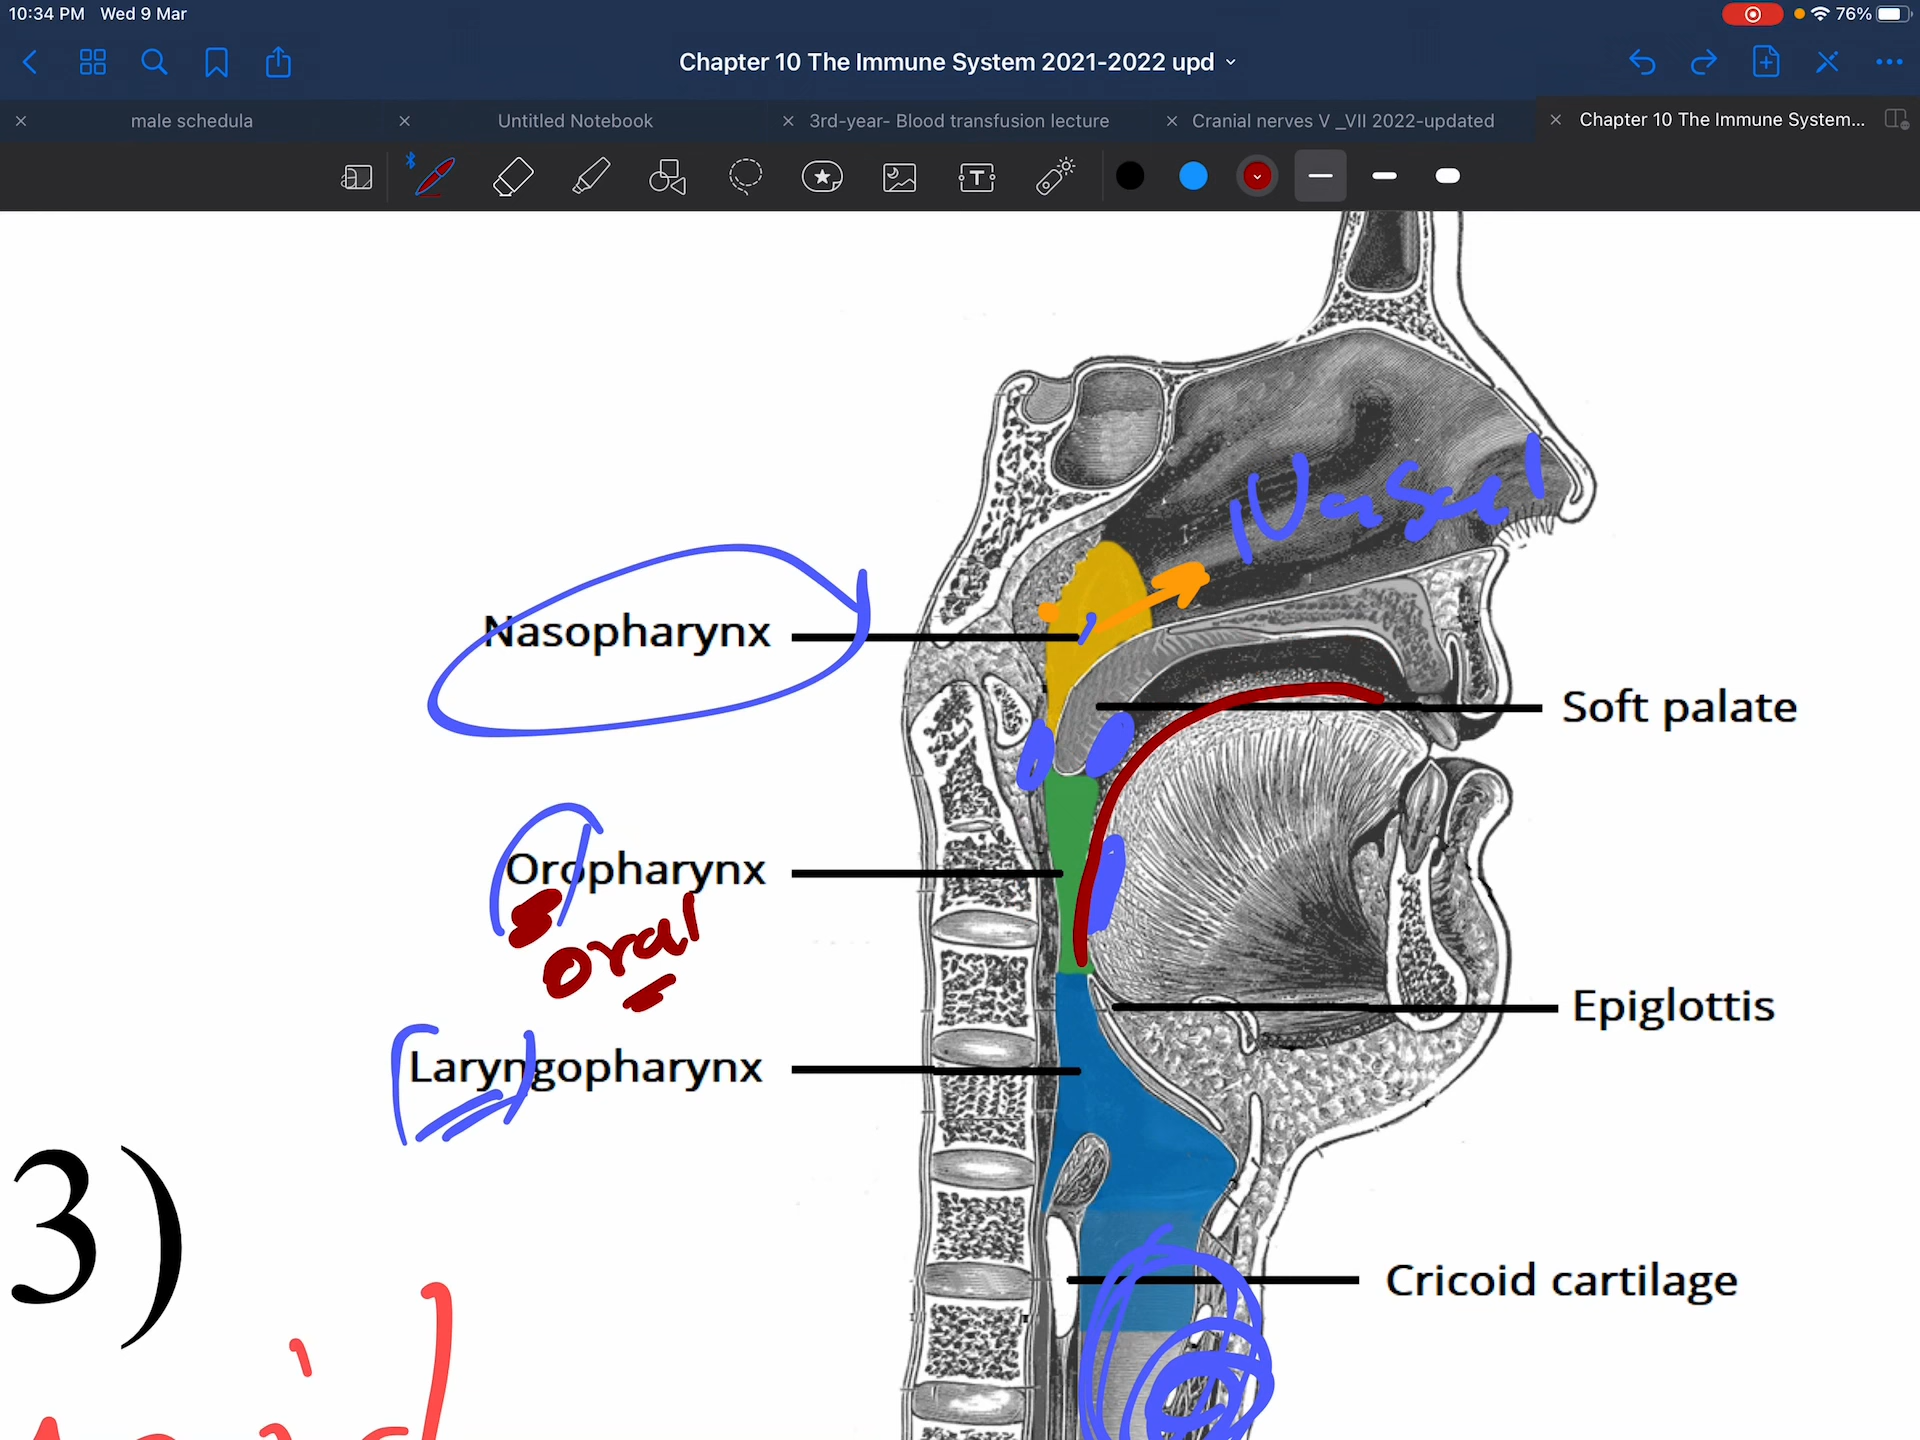 10:34 PM Wed 9 Mar 76%
Chapter 10 The Immune System 2021-2022 upd
male schedula Untitled Notebook 3rd-year- Blood transfusion lecture Cranial nerves V _VII 2022-updated Chapter 10 The Immune System...
Nasal
Nasopharynx
Soft palate
Oropharynx
oral
Epiglottis
Laryngopharynx
3)
Cricoid cartilage